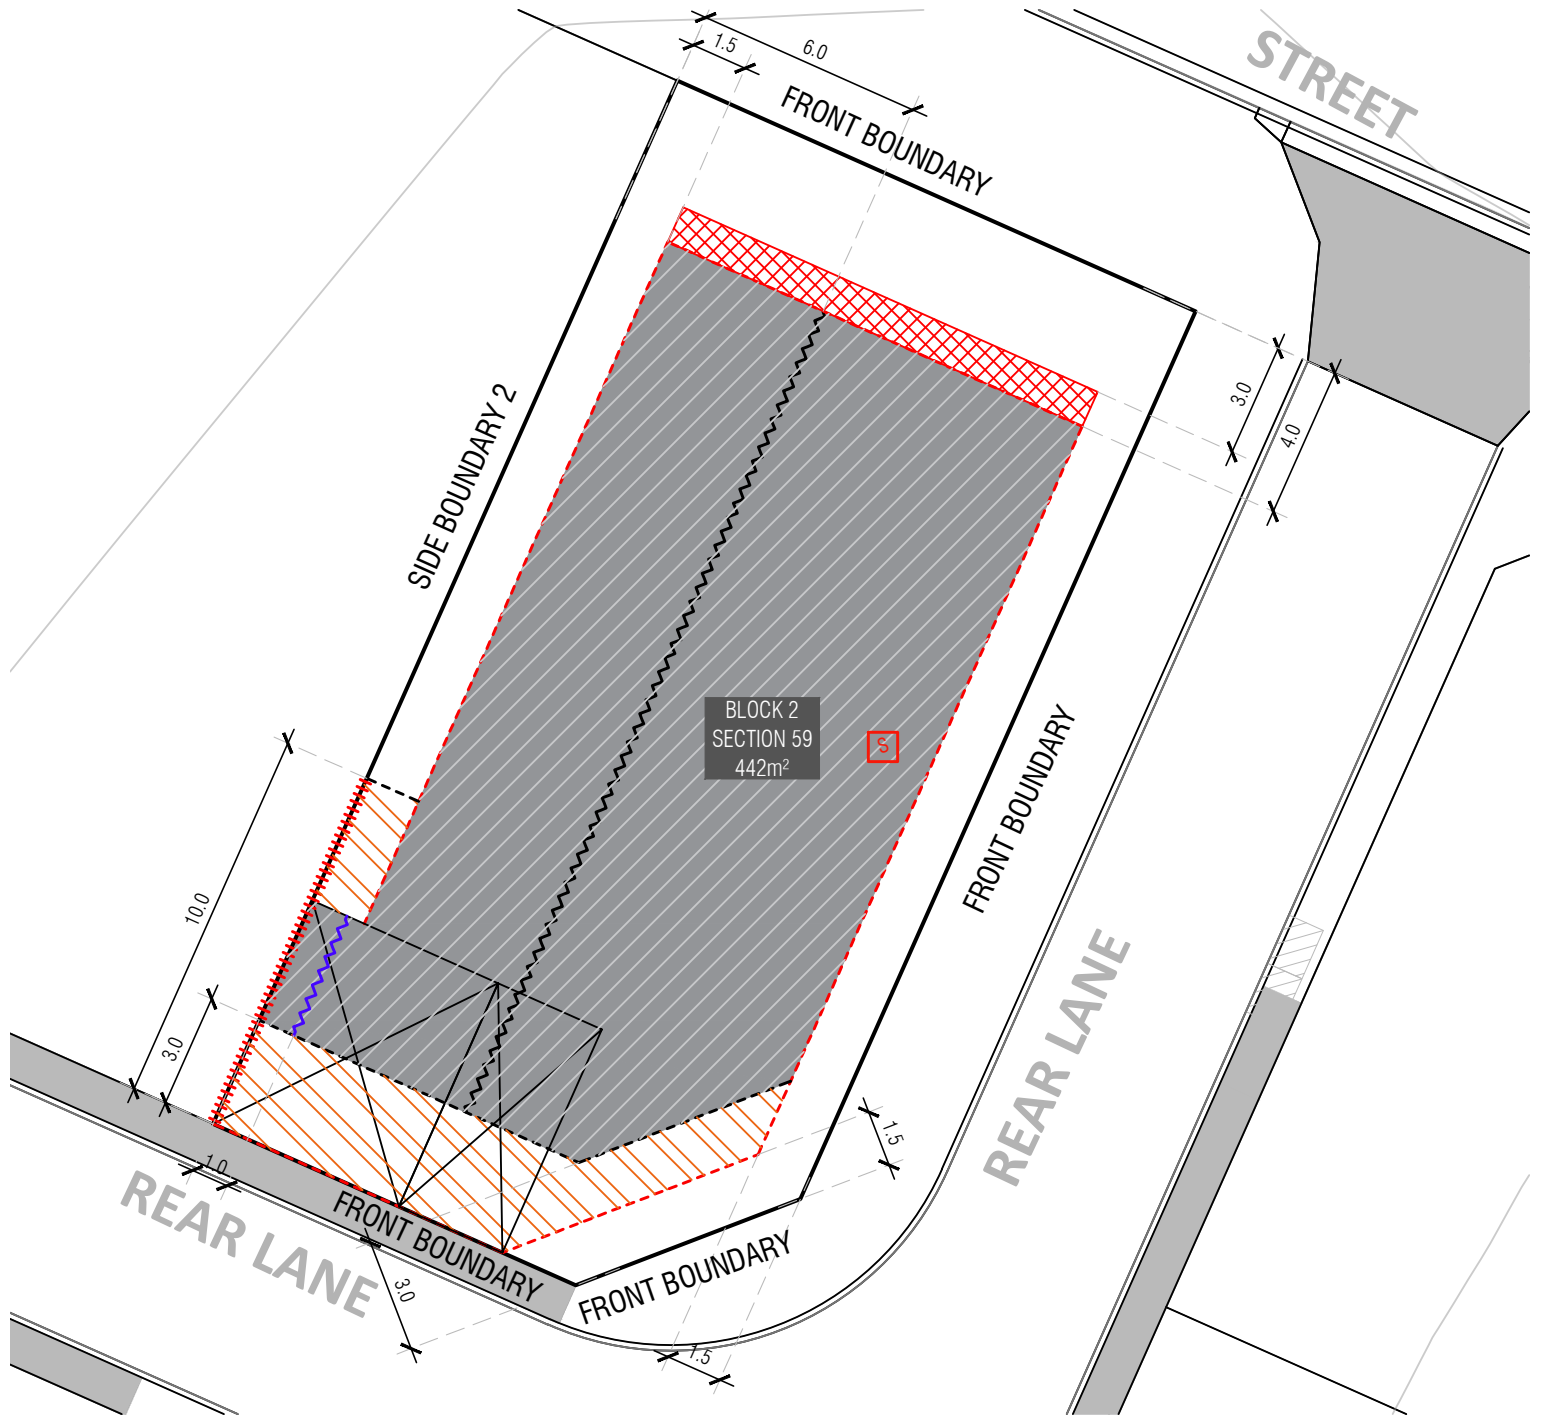 STREET
6.0
1.5
FRONT BOUNDARY
3.0
4.0
SIDE BOUNDARY 2
BLOCK 2
SECTION 59
442m²
S
FRONT BOUNDARY
10.0
3.0
REAR LANE
1.5
1.0
REAR LANE
FRONT BOUNDARY
FRONT BOUNDARY
3.0
1.5